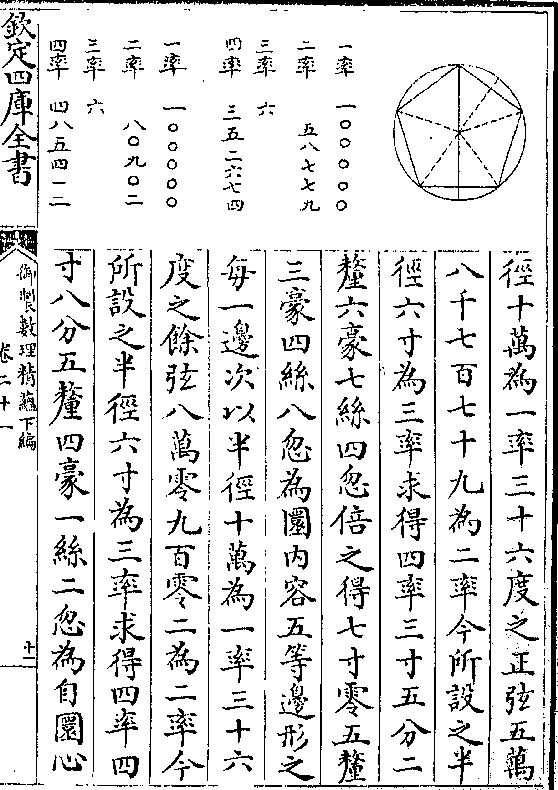 一率　一〇〇〇〇〇
二率　五八七七九
三率　六
四率　三五二六七四
一率　一〇〇〇〇〇
二率　八〇九〇二
三率　六
四率　四八五四一二
徑十萬為一率三十六度之正弦五萬
八千七百七十九為二率今所設之半
徑六寸為三率求得四率三寸五分二
釐六豪七絲四忽倍之得七寸零五釐
三豪四絲八忽為圜内容五等邊形之
每一邊次以半徑十萬為一率三十六
度之餘弦八萬零九百零二為二率今
所設之半徑六寸為三率求得四率四
寸八分五釐四豪一絲二忽為自圜心
欽定四庫全書
御製數理精蘊下編
卷二十一
十一